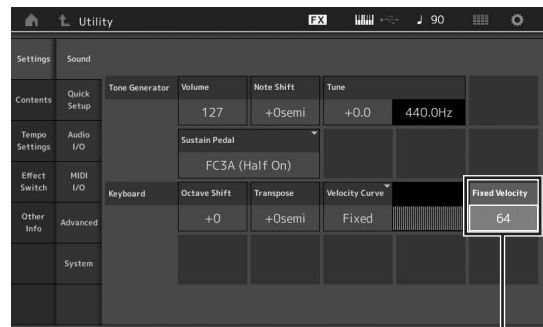 Utility FX ♩ 90
Settings
Sound
Contents
Quick
Setup
Tempo
Settings
Audio
I/O
Effect
Switch
MIDI
I/O
Other
Info
Advanced
System
Tone Generator
Volume
127
Note Shift
+0semi
Tune
+0.0 440.0Hz
Sustain Pedal
FC3A (Half On)
Keyboard
Octave Shift
+0
Transpose
+0semi
Velocity Curve
Fixed
Fixed Velocity
64